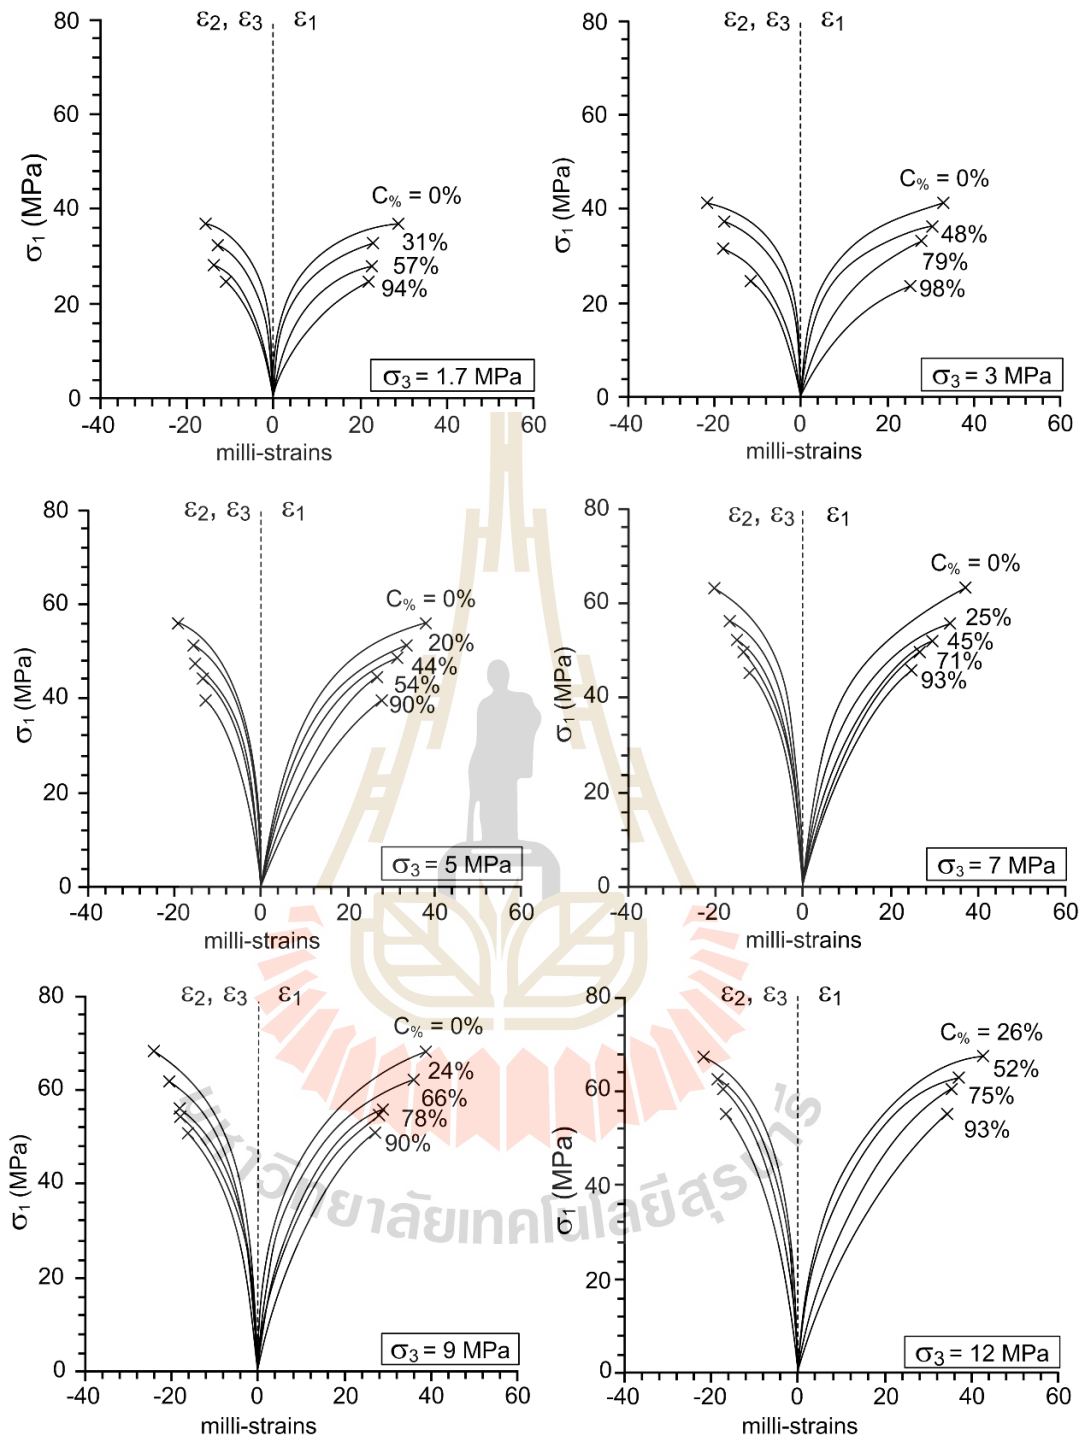 80
ε2, ε3
ε1
60
C% = 0%
40
31%
57%
94%
20
σ1 (MPa)
σ3 = 1.7 MPa
0
-40 -20 0 20 40 60
milli-strains
80
ε2, ε3
ε1
60
C% = 0%
40
48%
79%
98%
20
σ1 (MPa)
σ3 = 3 MPa
0
-40 -20 0 20 40 60
milli-strains
80
ε2, ε3
ε1
60
C% = 0%
20%
44%
54%
90%
40
20
σ1 (MPa)
σ3 = 5 MPa
0
-40 -20 0 20 40 60
milli-strains
80
ε2, ε3
ε1
C% = 0%
60
25%
45%
71%
93%
40
20
σ1 (MPa)
σ3 = 7 MPa
0
-40 -20 0 20 40 60
milli-strains
80
ε2, ε3
ε1
C% = 0%
24%
60
66%
78%
90%
40
20
σ1 (MPa)
σ3 = 9 MPa
0
-40 -20 0 20 40 60
milli-strains
80
ε2, ε3
ε1
C% = 26%
52%
60
75%
93%
40
20
σ1 (MPa)
σ3 = 12 MPa
0
-40 -20 0 20 40 60
milli-strains
มหาวิทยาลัยเทคโนโลยีสุรนารี